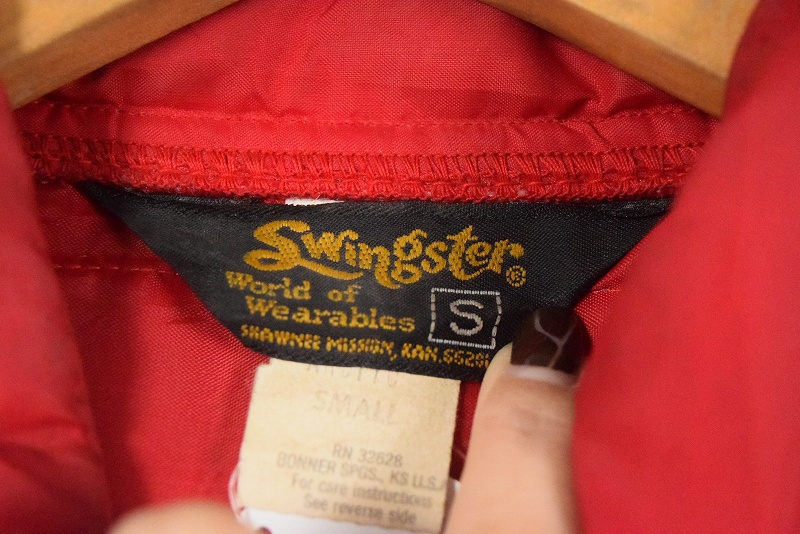 Swingster®
World of
Wearables
S
SHAWNEE MISSION, KAN. 66201
SMALL
RN 32628
BONNER SPGS., KS U.S.A
For care instructions
See reverse side